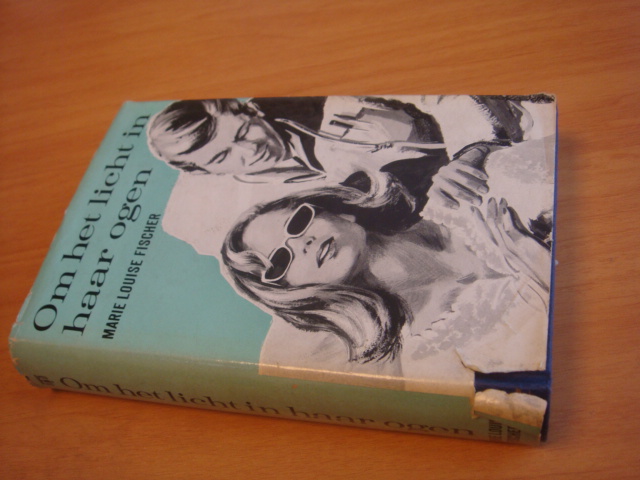 Om het licht in
haar ogen
MARIE LOUISE FISCHER
Om het licht in haar ogen